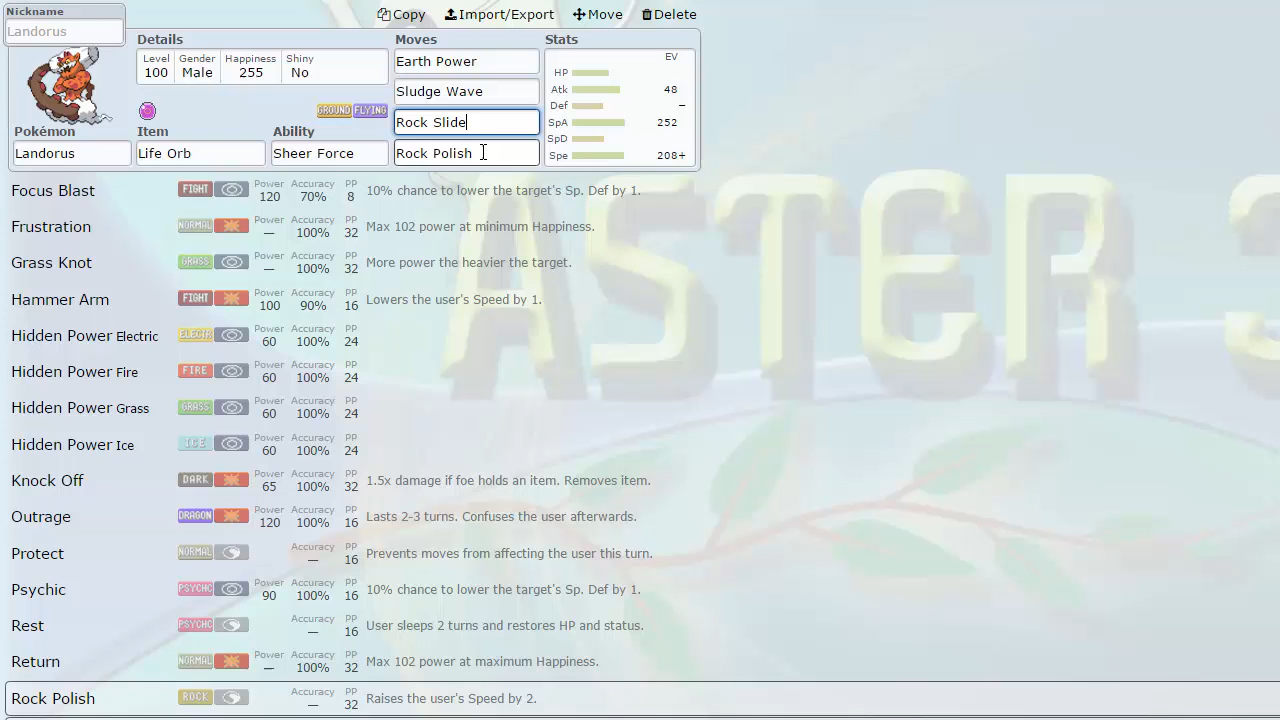 Nickname
Landorus
Copy Import/Export Move Delete
Details
Level Gender Happiness Shiny
100 Male 255 No
GROUND FLYING
Pokémon Item Ability
Landorus Life Orb Sheer Force
Moves
Earth Power
Sludge Wave
Rock Slide
Rock Polish
Stats
EV
HP
Atk 48
Def –
SpA 252
SpD
Spe 208+
Focus Blast FIGHT Power 120 Accuracy 70% PP 8 10% chance to lower the target's Sp. Def by 1.
Frustration NORMAL Power — Accuracy 100% PP 32 Max 102 power at minimum Happiness.
Grass Knot GRASS Power — Accuracy 100% PP 32 More power the heavier the target.
Hammer Arm FIGHT Power 100 Accuracy 90% PP 16 Lowers the user's Speed by 1.
Hidden Power Electric ELECTR Power 60 Accuracy 100% PP 24
Hidden Power Fire FIRE Power 60 Accuracy 100% PP 24
Hidden Power Grass GRASS Power 60 Accuracy 100% PP 24
Hidden Power Ice ICE Power 60 Accuracy 100% PP 24
Knock Off DARK Power 65 Accuracy 100% PP 32 1.5x damage if foe holds an item. Removes item.
Outrage DRAGON Power 120 Accuracy 100% PP 16 Lasts 2-3 turns. Confuses the user afterwards.
Protect NORMAL Accuracy — PP 16 Prevents moves from affecting the user this turn.
Psychic PSYCHC Power 90 Accuracy 100% PP 16 10% chance to lower the target's Sp. Def by 1.
Rest PSYCHC Accuracy — PP 16 User sleeps 2 turns and restores HP and status.
Return NORMAL Power — Accuracy 100% PP 32 Max 102 power at maximum Happiness.
Rock Polish ROCK Accuracy — PP 32 Raises the user's Speed by 2.
ASTER